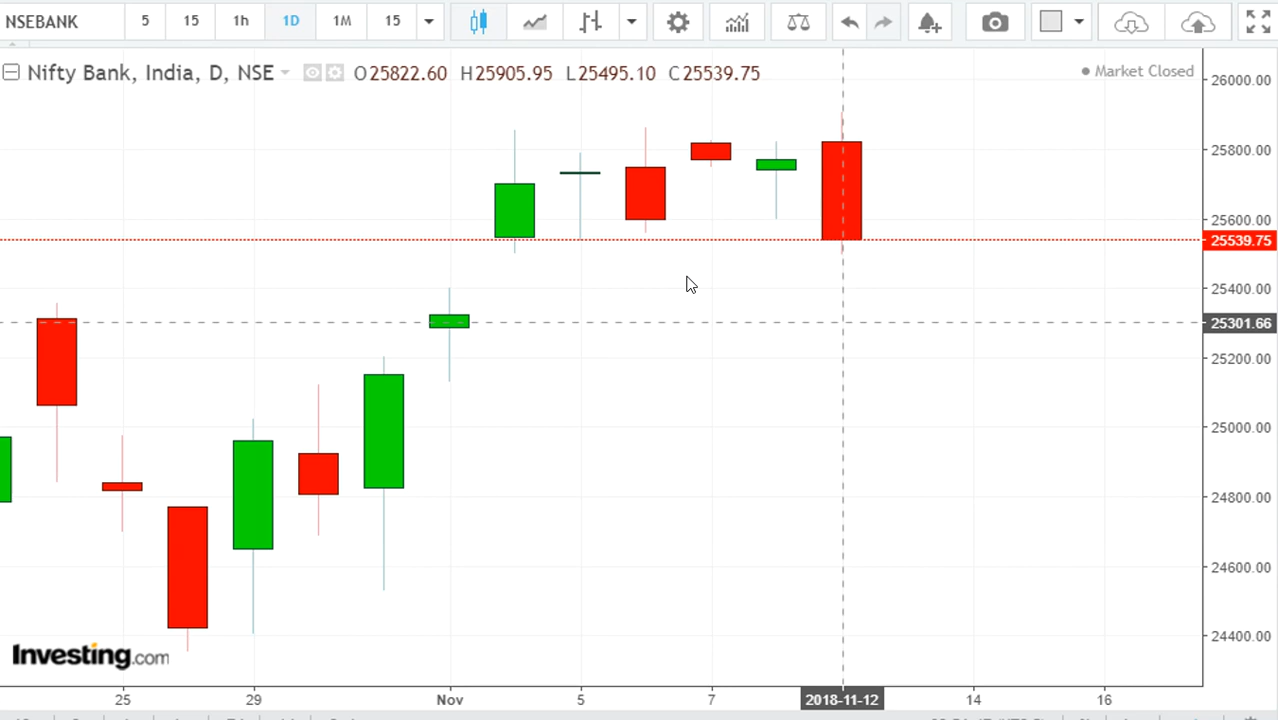 NSEBANK 5 15 1h 1D 1M 15
Nifty Bank, India, D, NSE O25822.60 H25905.95 L25495.10 C25539.75
Market Closed
26000.00
25800.00
25600.00
25539.75
25400.00
25301.66
25200.00
25000.00
24800.00
24600.00
24400.00
Investing.com
25 29 Nov 5 7 2018-11-12 14 16